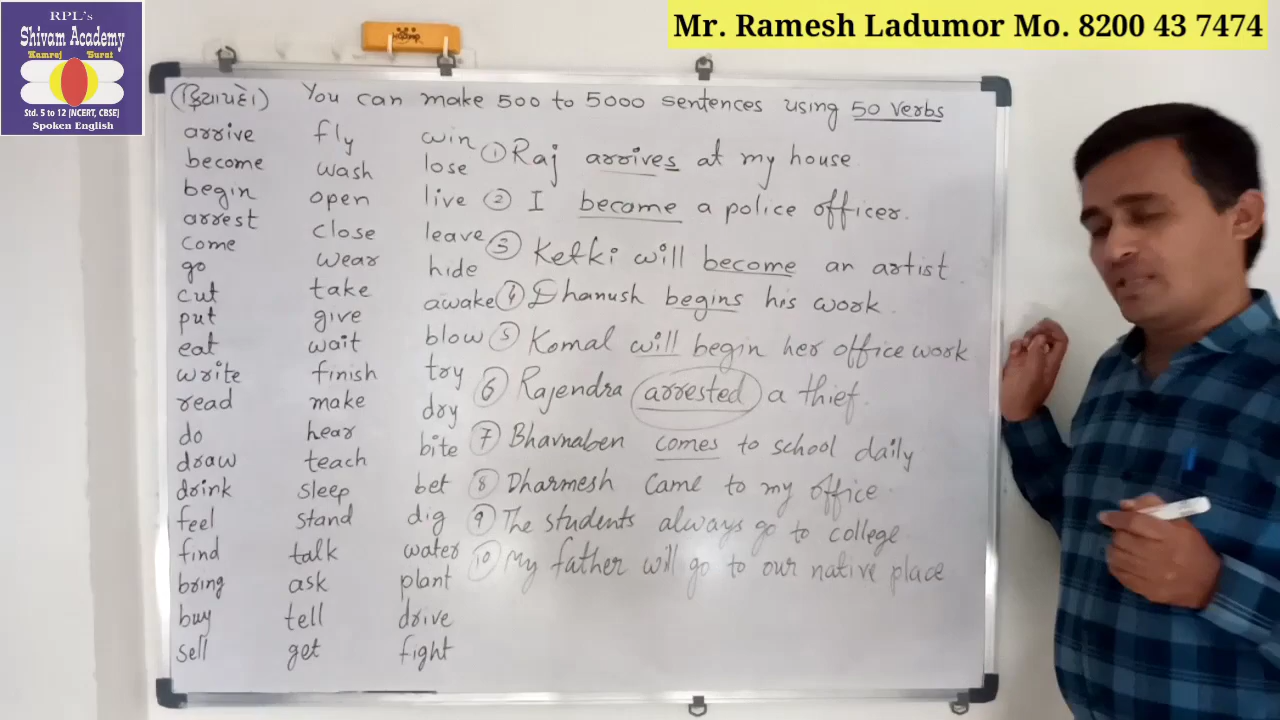 RPL's
Shivam Academy
Kamrej Surat
Std. 5 to 12 (NCERT, CBSE)
Spoken English
Mr. Ramesh Ladumor Mo. 8200 43 7474
(ક્રિયાપદો) You can make 500 to 5000 sentences using 50 verbs
arrive
become
begin
arrest
come
go
cut
put
eat
write
read
do
draw
drink
feel
find
bring
buy
sell
fly
wash
open
close
wear
take
give
wait
finish
make
hear
teach
sleep
stand
talk
ask
tell
get
win
lose
live
leave
hide
awake
blow
try
dry
bite
bet
dig
water
plant
drive
fight
① Raj arrives at my house
② I became a police officer.
③ Ketki will become an artist.
④ Dhanush begins his work.
⑤ Komal will begin her office work
⑥ Rajendra arrested a thief.
⑦ Bhavnaben comes to school daily
⑧ Dharmesh came to my office
⑨ The students always go to college
⑩ My father will go to our native place